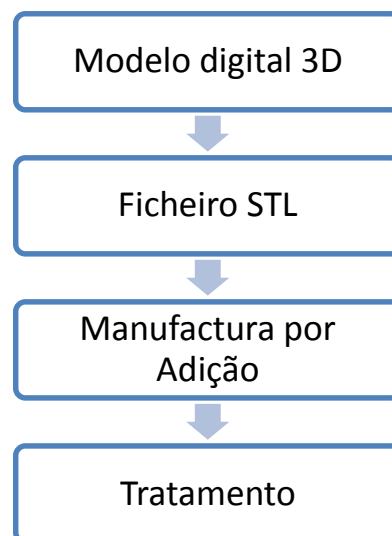 Modelo digital 3D
Ficheiro STL
Manufactura por
Adição
Tratamento